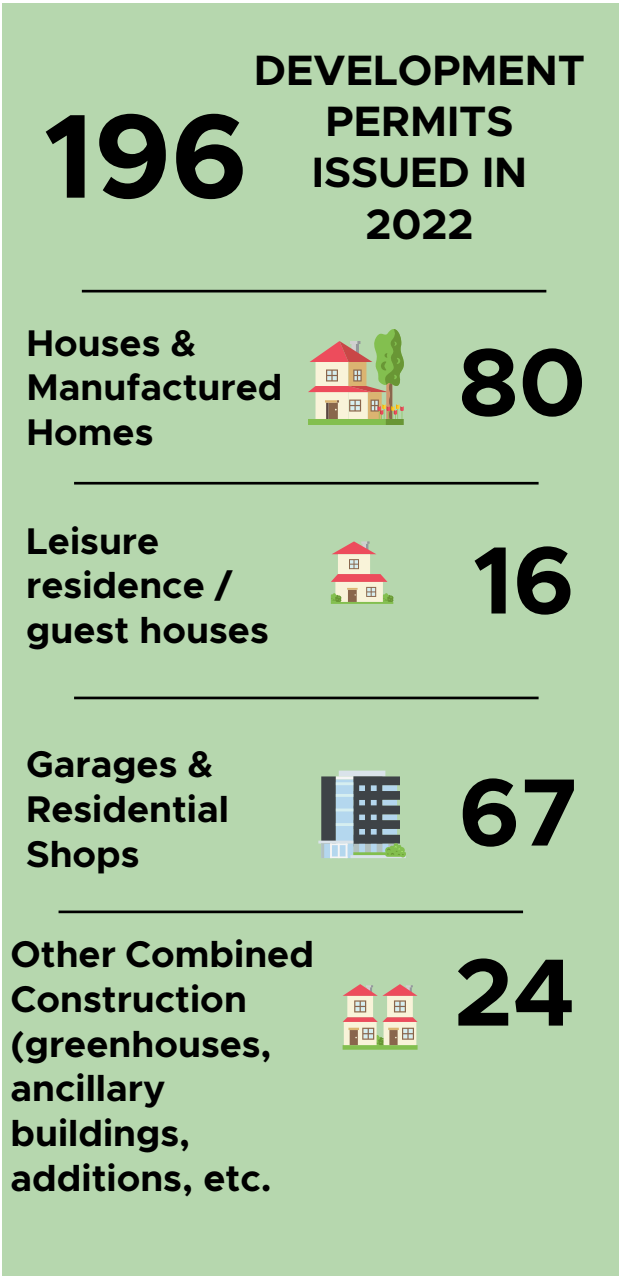 196
DEVELOPMENT
PERMITS
ISSUED IN
2022
Houses &
Manufactured
Homes
80
Leisure
residence /
guest houses
16
Garages &
Residential
Shops
67
Other Combined
Construction
(greenhouses,
ancillary
buildings,
additions, etc.
24